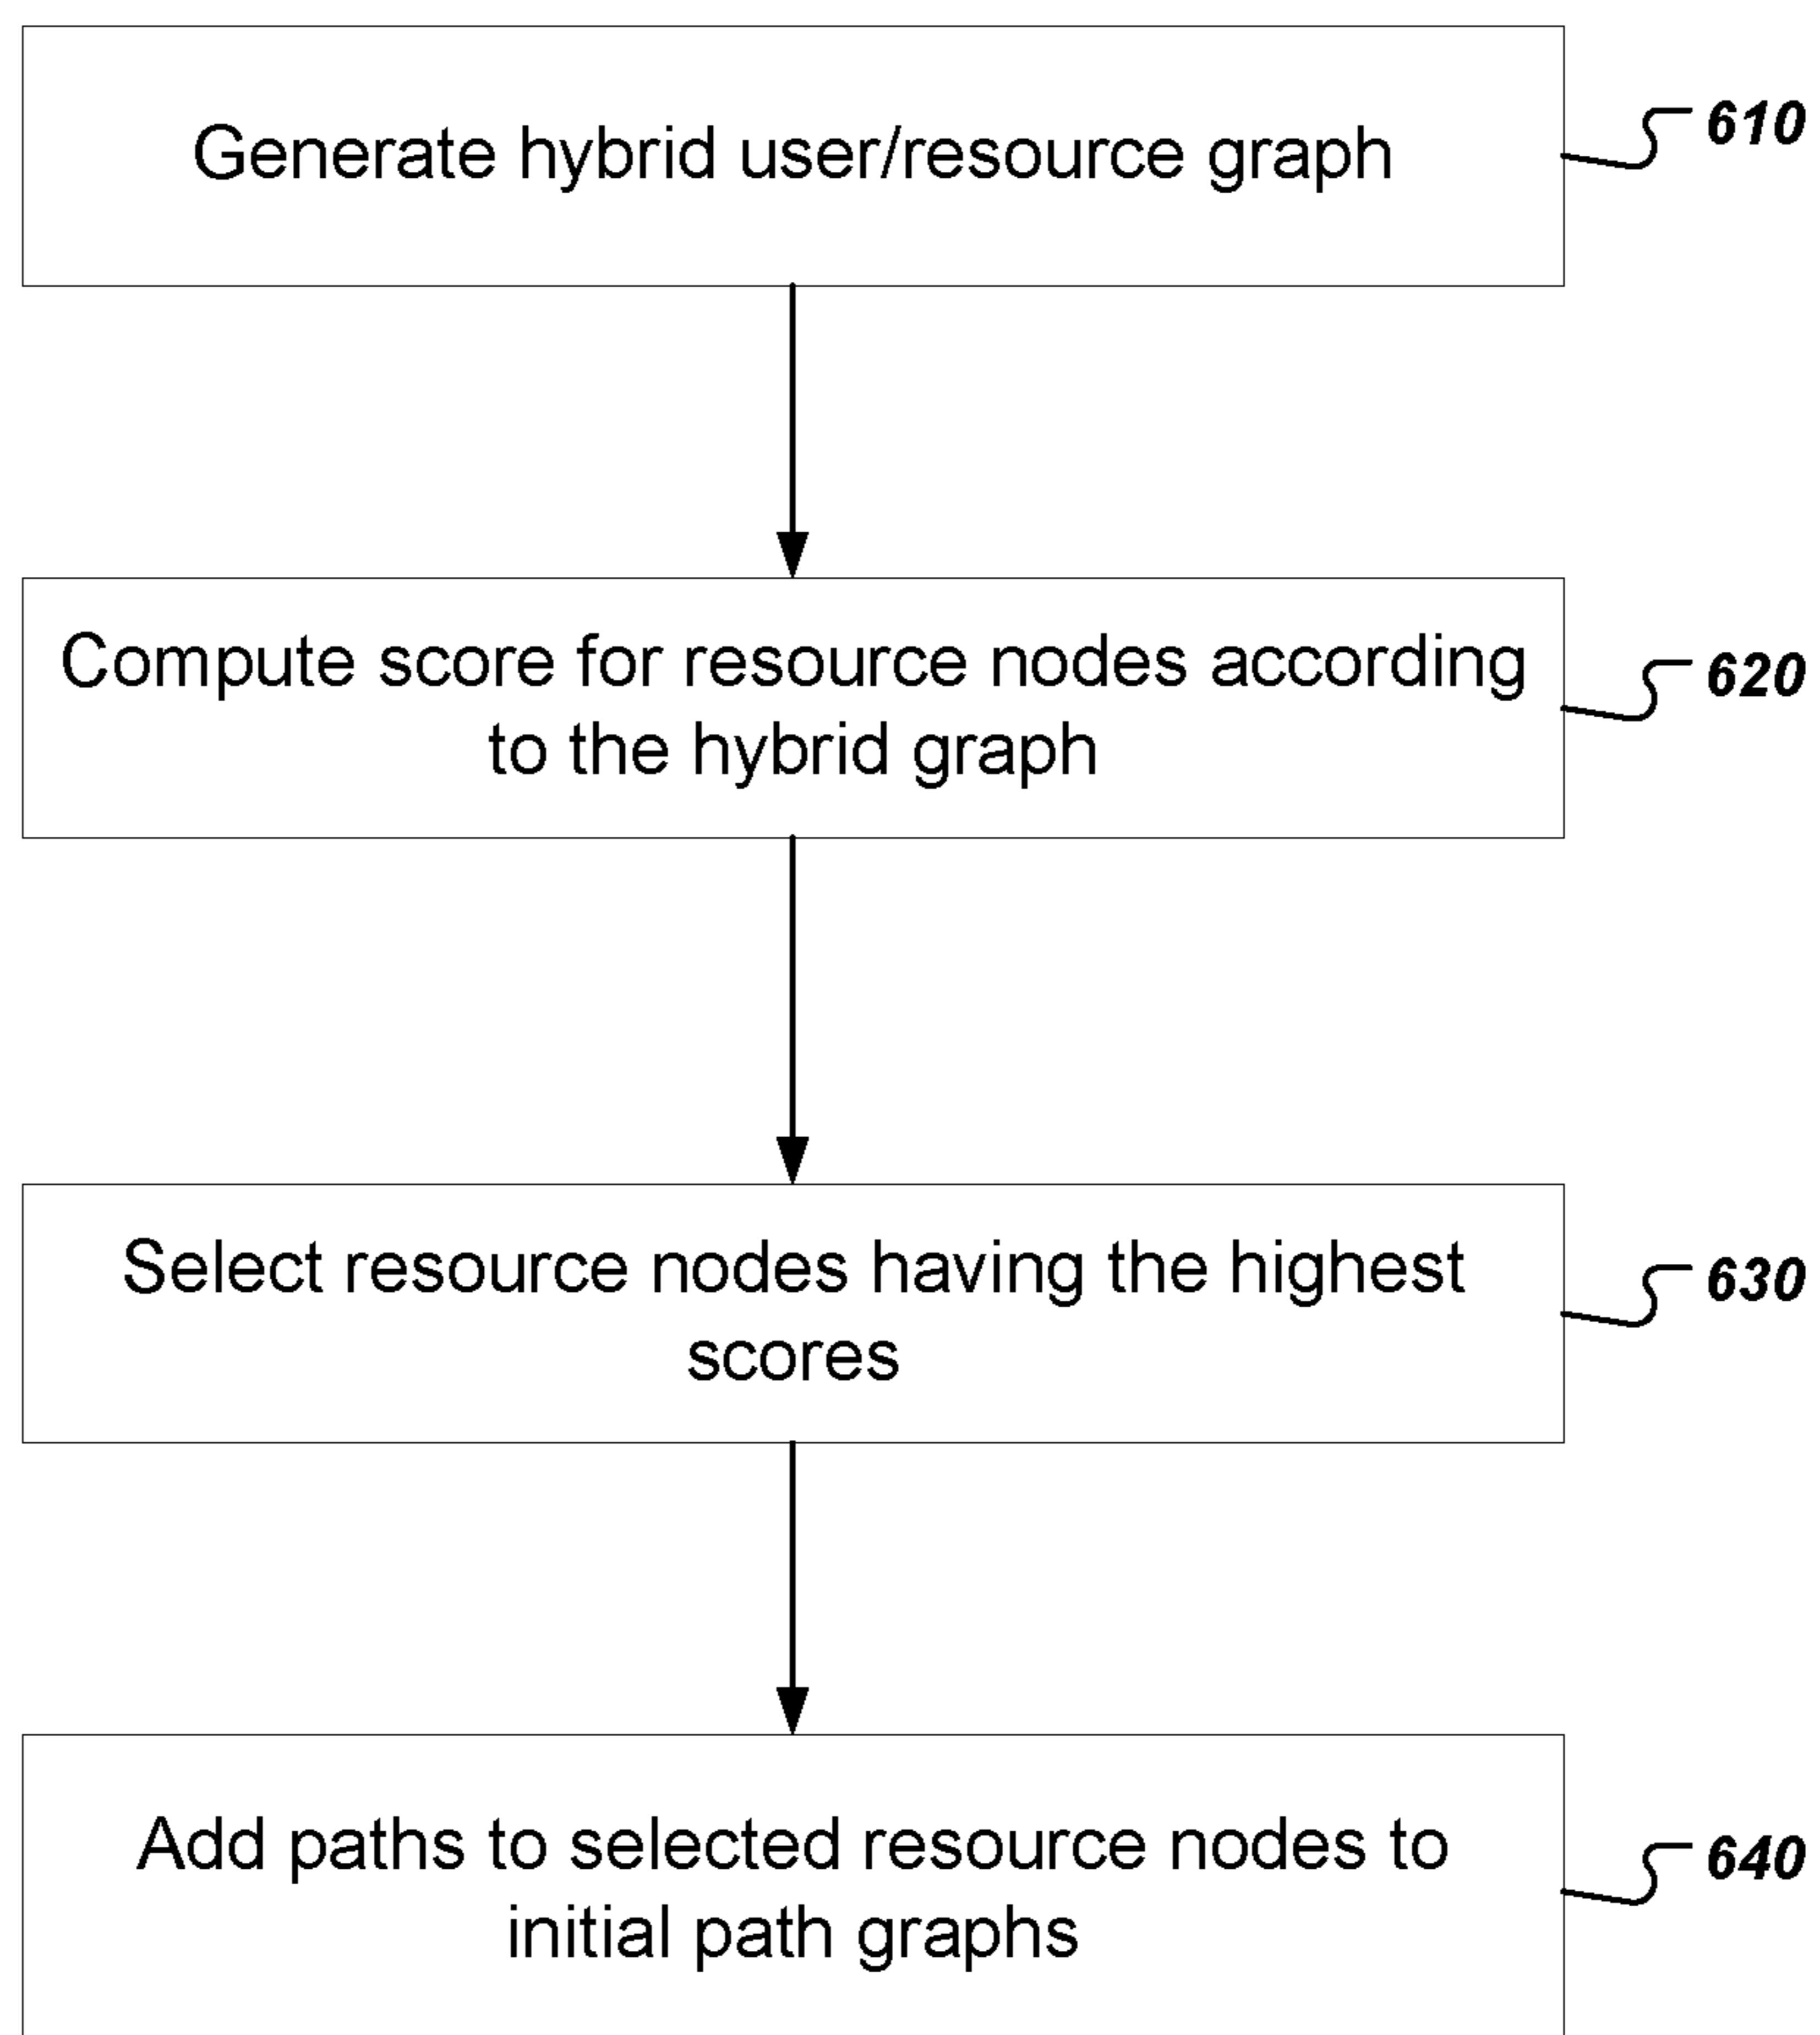 Generate hybrid user/resource graph
610
Compute score for resource nodes according
to the hybrid graph
620
Select resource nodes having the highest
scores
630
Add paths to selected resource nodes to
initial path graphs
640